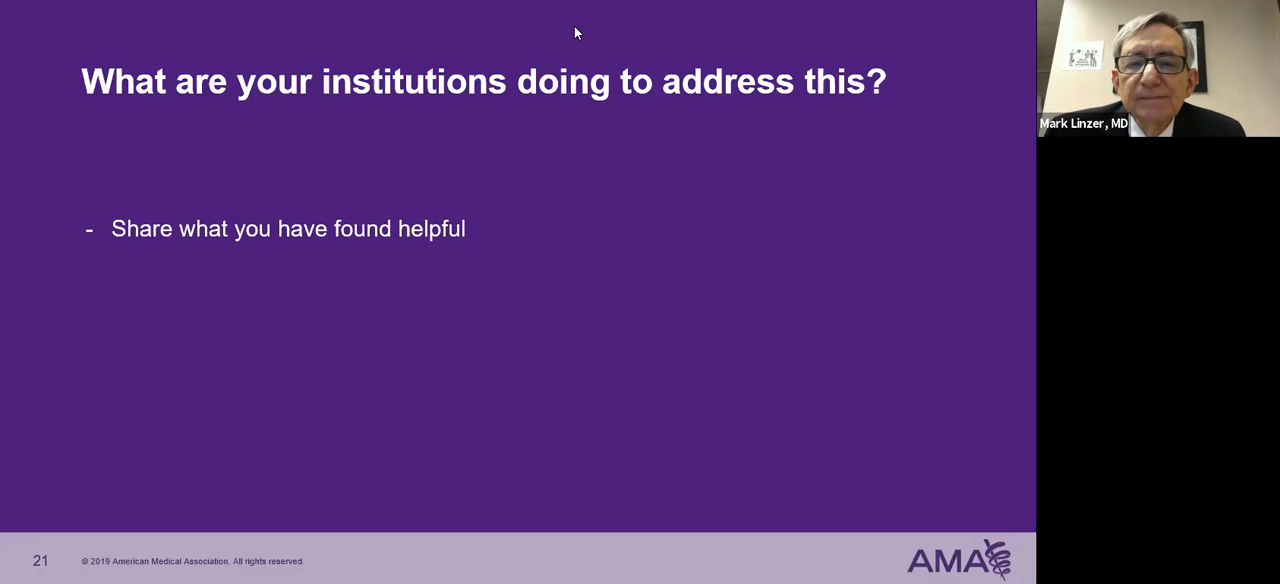 What are your institutions doing to address this?
- Share what you have found helpful
21
© 2019 American Medical Association. All rights reserved.
AMA
Mark Linzer, MD